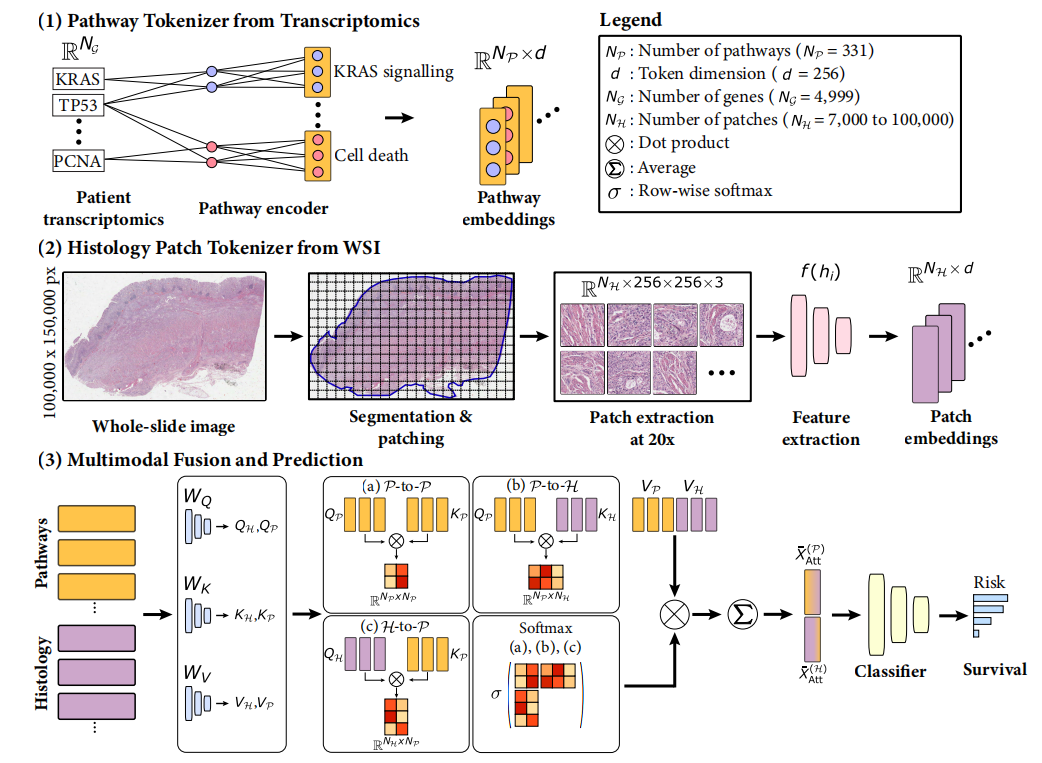 (1) Pathway Tokenizer from Transcriptomics
ℝ^{N_𝒢}
KRAS
TP53
PCNA
KRAS signalling
Cell death
ℝ^{N_𝒫×d}
Patient
transcriptomics
Pathway encoder
Pathway
embeddings
Legend
N_𝒫 : Number of pathways (N_𝒫 = 331)
d : Token dimension ( d = 256)
N_𝒢 : Number of genes ( N_𝒢 = 4,999)
N_ℋ : Number of patches (N_ℋ = 7,000 to 100,000)
⊗ : Dot product
Σ : Average
σ : Row-wise softmax
(2) Histology Patch Tokenizer from WSI
100,000 x 150,000 px
Whole-slide image
Segmentation &
patching
ℝ^{N_ℋ×256×256×3}
Patch extraction
at 20x
f(h_i)
Feature
extraction
ℝ^{N_ℋ×d}
Patch
embeddings
(3) Multimodal Fusion and Prediction
Pathways
Histology
W_Q
Q_ℋ,Q_𝒫
W_K
K_ℋ,K_𝒫
W_V
V_ℋ,V_𝒫
(a) 𝒫-to-𝒫
Q_𝒫 K_𝒫
⊗
ℝ^{N_𝒫×N_𝒫}
(b) 𝒫-to-ℋ
Q_𝒫 K_ℋ
⊗
ℝ^{N_𝒫×N_ℋ}
(c) ℋ-to-𝒫
Q_ℋ K_𝒫
⊗
ℝ^{N_ℋ×N_𝒫}
Softmax
(a), (b), (c)
σ
V_𝒫 V_ℋ
⊗ Σ
X̄_Att^(𝒫)
X̄_Att^(ℋ)
Classifier
Risk
Survival